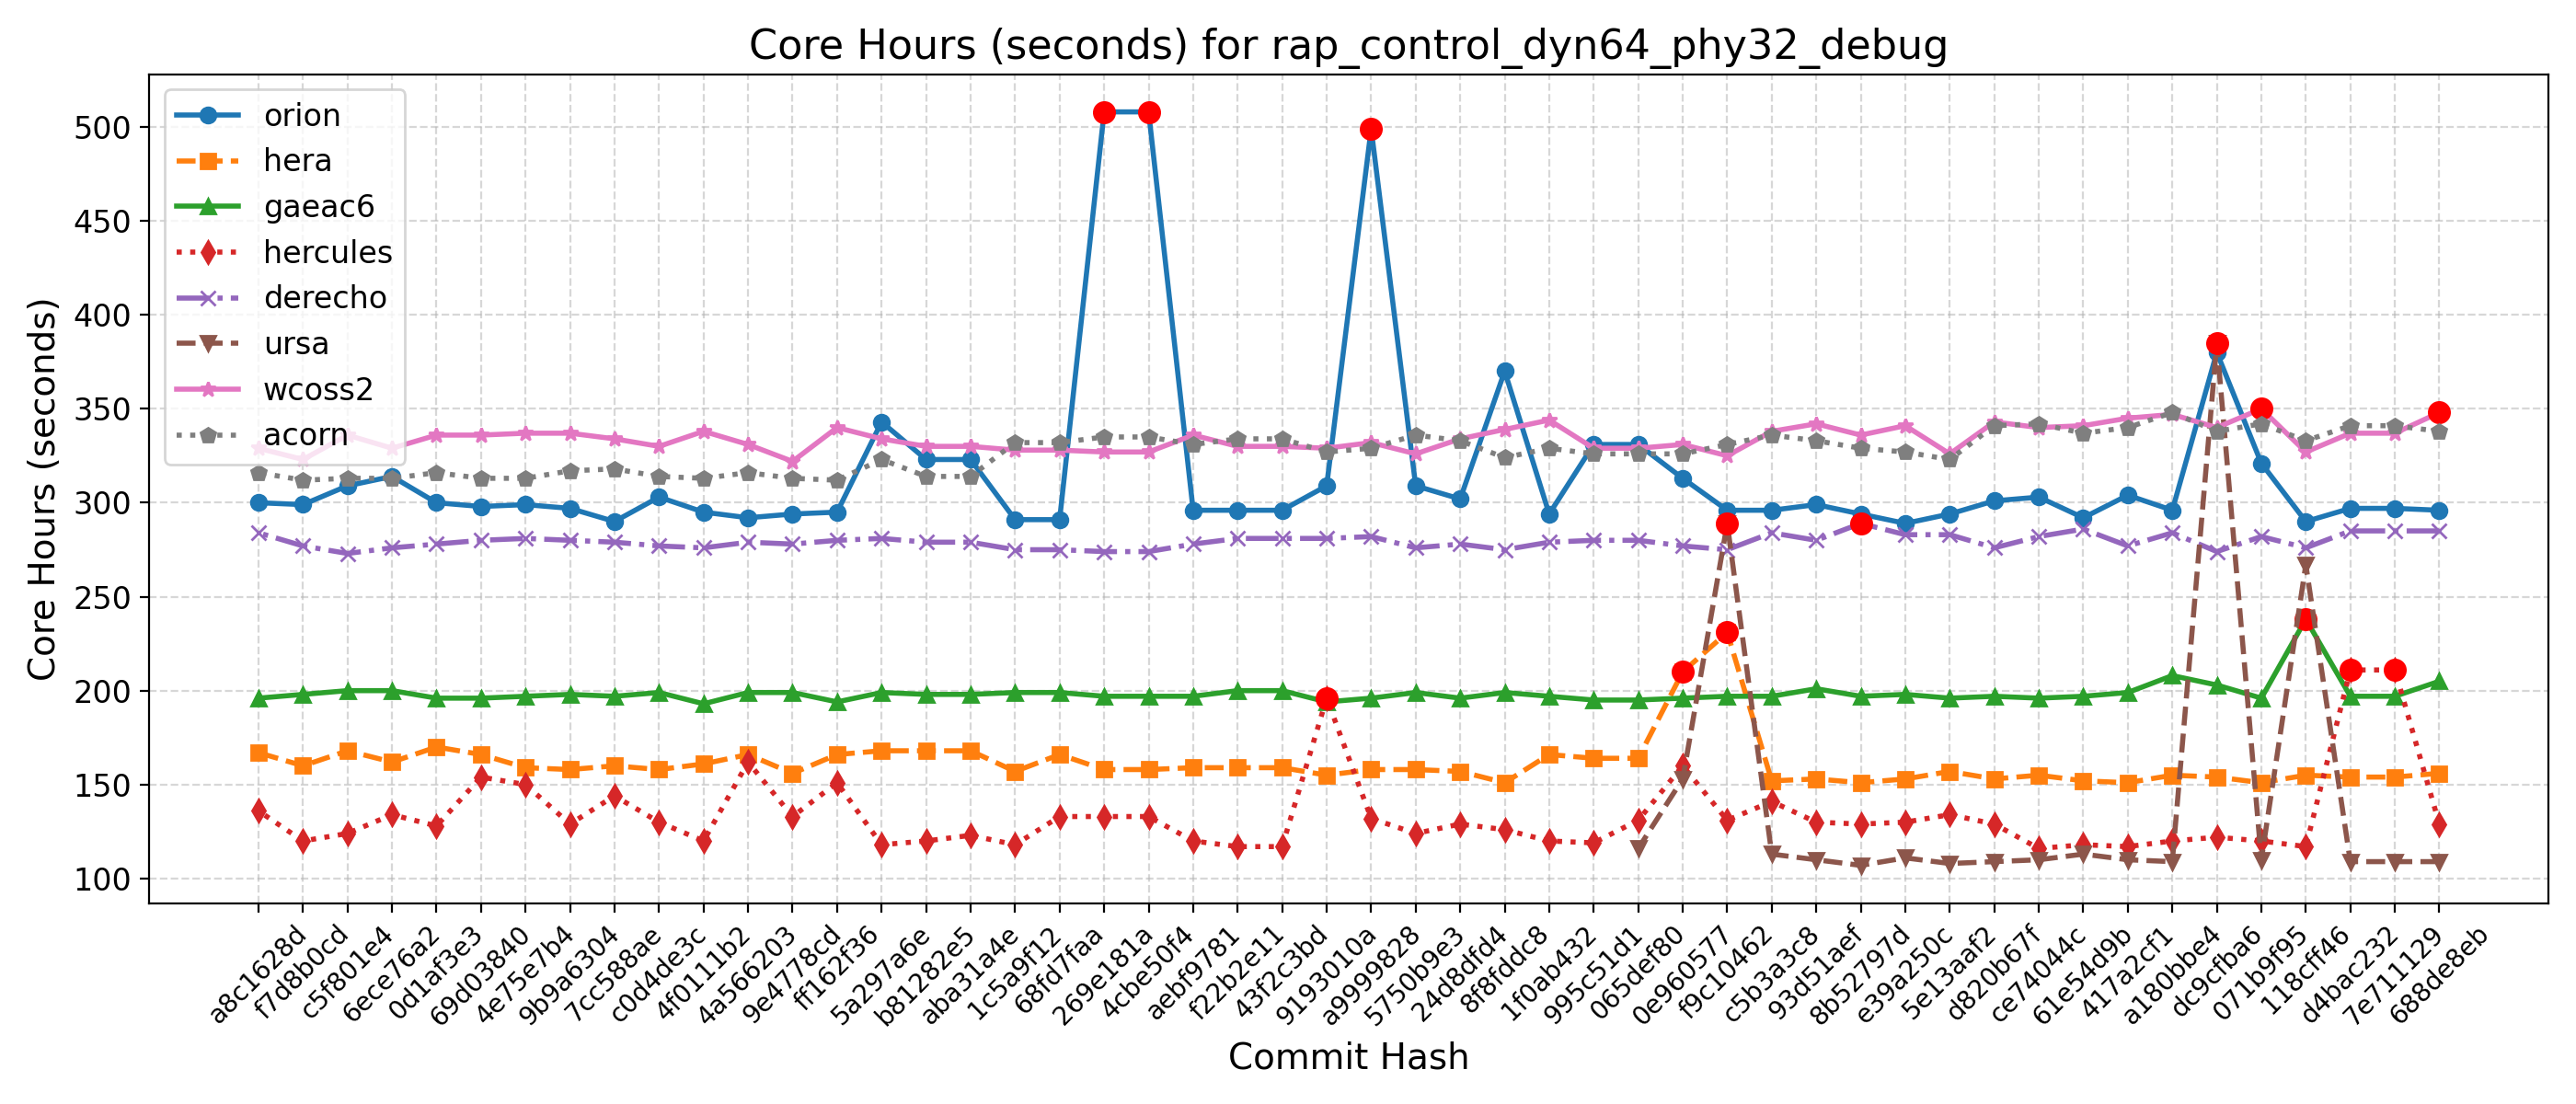 Core Hours (seconds) for rap_control_dyn64_phy32_debug
Core Hours (seconds)
500
450
400
350
300
250
200
150
100
orion
hera
gaeac6
hercules
derecho
ursa
wcoss2
acorn
a8c1628d
f7d8b0cd
c5f801e4
6ece76a2
0d1af3e3
69d03840
4e75e7b4
9b9a6304
7cc588ae
c0d4de3c
4f0111b2
4a566203
9e4778cd
ff162f36
5a297a6e
b81282e5
aba31a4e
1c5a9f12
68fd7faa
269e181a
4cbe50f4
aebf9781
f22b2e11
43f2c3bd
9193010a
a9999828
5750b9e3
24d8dfd4
8f8fddc8
1f0ab432
995c51d1
065def80
0e960577
f9c10462
c5b3a3c8
93d51aef
8b52797d
e39a250c
5e13aaf2
d820b67f
ce74044c
61e54d9b
417a2cf1
a180bbe4
dc9cfba6
071b9f95
118cff46
d4bac232
7e711129
688de8eb
Commit Hash